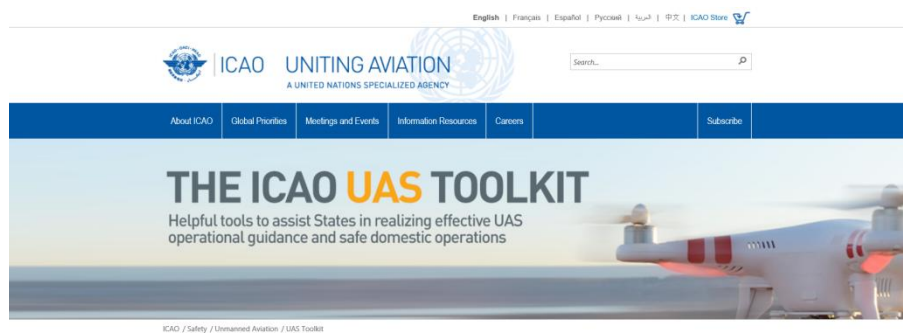 English | Français | Español | Русский | العربية | 中文 | ICAO Store
ICAO UNITING AVIATION
A UNITED NATIONS SPECIALIZED AGENCY
Search...
About ICAO Global Priorities Meetings and Events Information Resources Careers Subscribe
THE ICAO UAS TOOLKIT
Helpful tools to assist States in realizing effective UAS
operational guidance and safe domestic operations
ICAO / Safety / Unmanned Aviation / UAS Toolkit